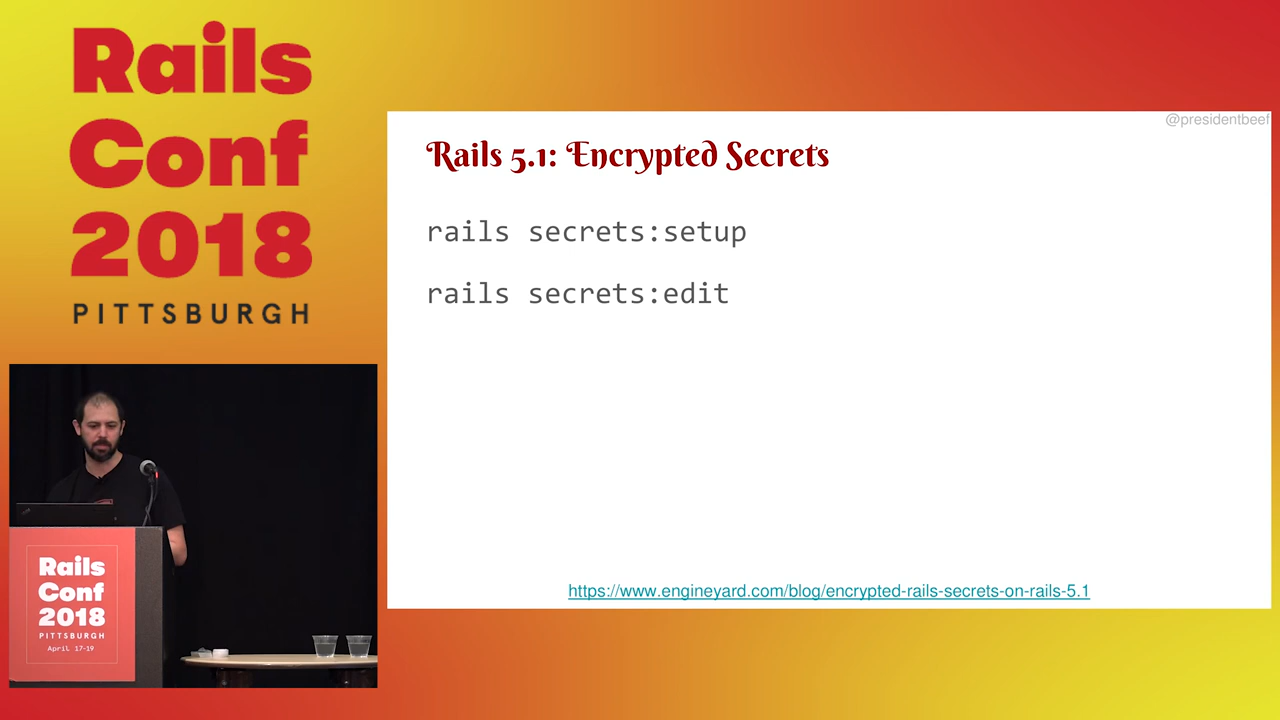 Rails
Conf
2018
PITTSBURGH
@presidentbeef
Rails 5.1: Encrypted Secrets
rails secrets:setup
rails secrets:edit
https://www.engineyard.com/blog/encrypted-rails-secrets-on-rails-5.1
Rails
Conf
2018
PITTSBURGH
April 17-19